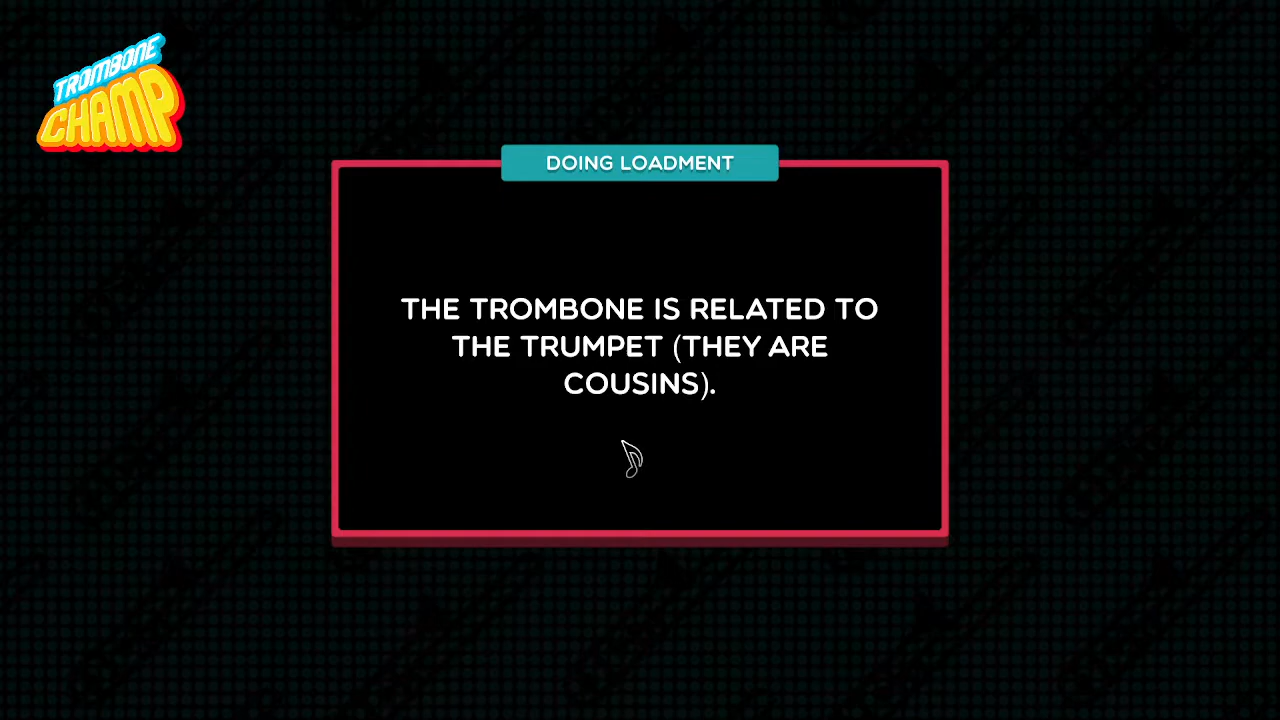 TROMBONE
CHAMP
DOING LOADMENT
THE TROMBONE IS RELATED TO
THE TRUMPET (THEY ARE
COUSINS).